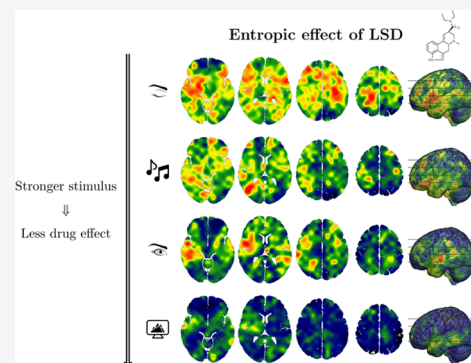 Entropic effect of LSD
Stronger stimulus
⇓
Less drug effect